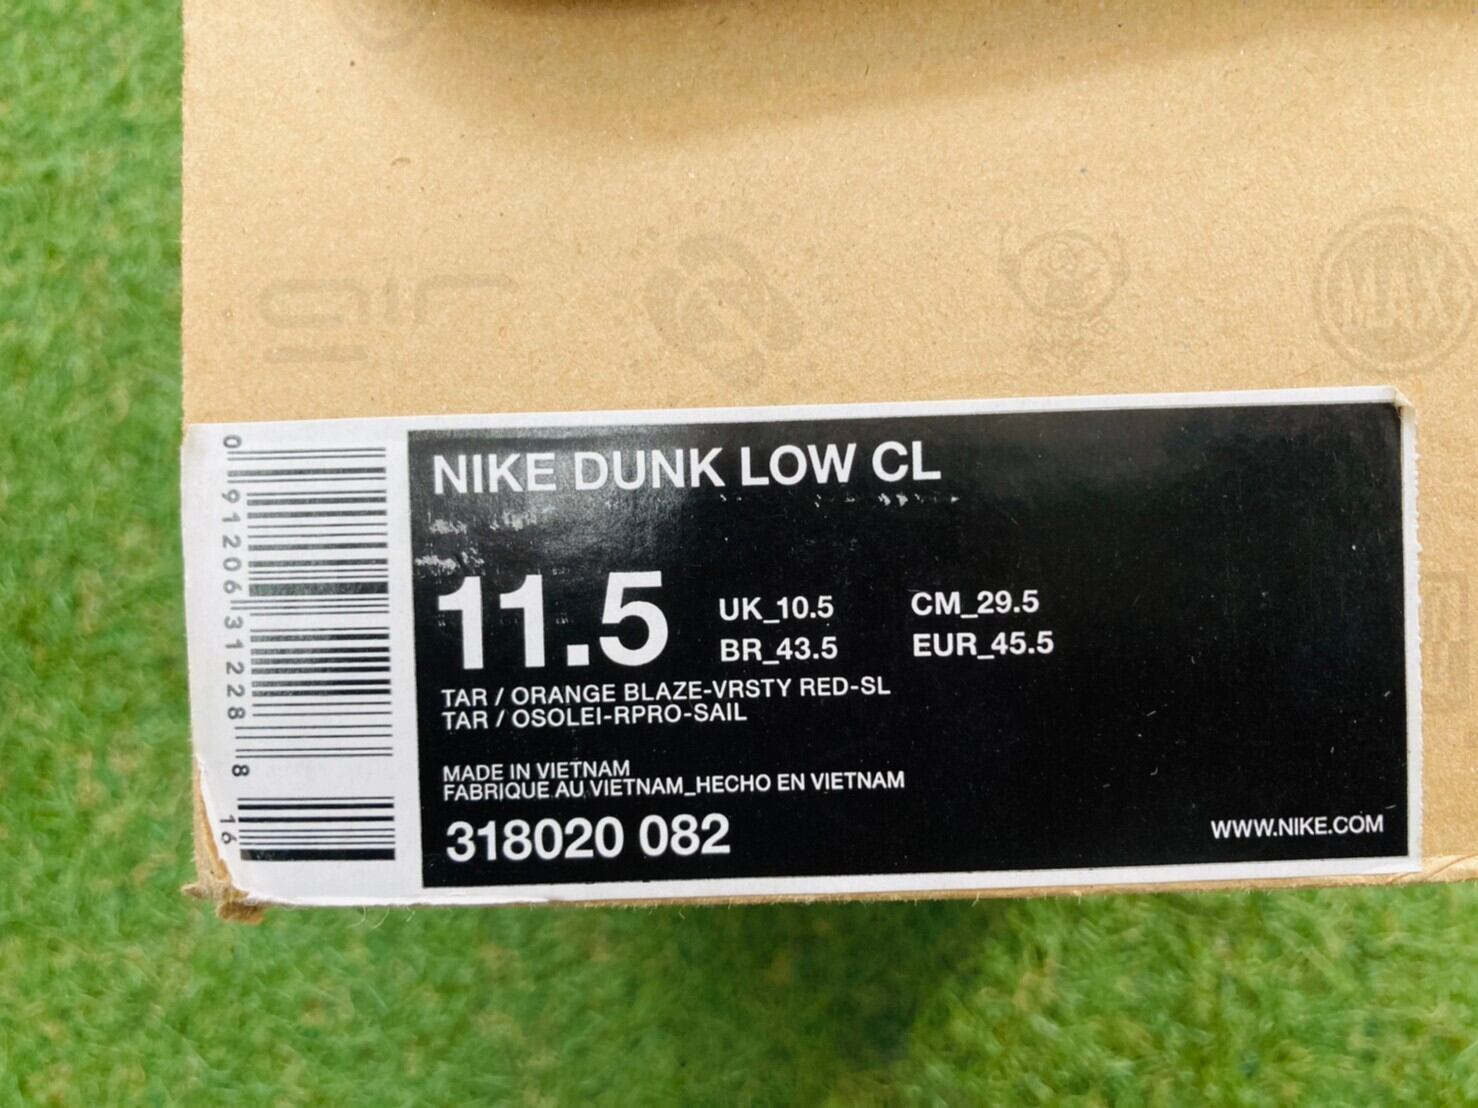 air
MAX
NIKE DUNK LOW CL
11.5
UK_10.5 CM_29.5
BR_43.5 EUR_45.5
TAR / ORANGE BLAZE-VRSTY RED-SL
TAR / OSOLEI-RPRO-SAIL
MADE IN VIETNAM
FABRIQUE AU VIETNAM_HECHO EN VIETNAM
318020 082
WWW.NIKE.COM
0 91206 31228 8
16